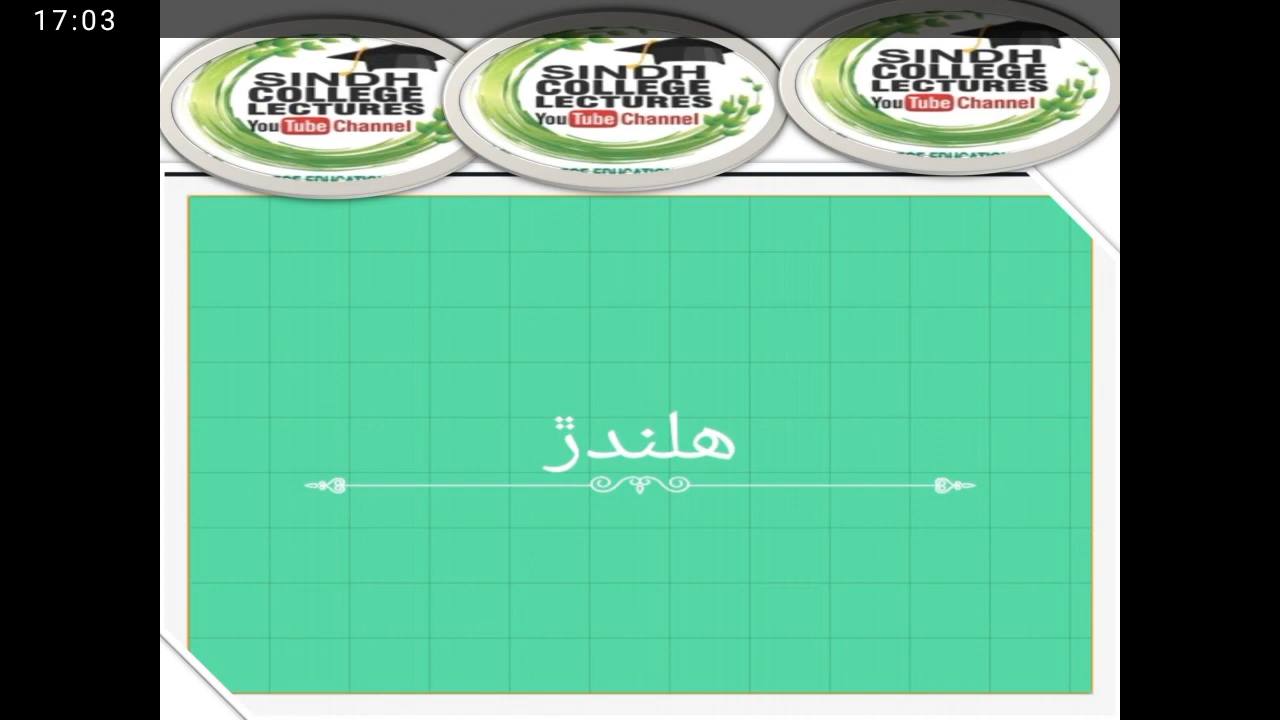 17:03
SINDH
COLLEGE
LECTURES
YouTube Channel
SINDH
COLLEGE
LECTURES
YouTube Channel
SINDH
COLLEGE
LECTURES
YouTube Channel
هلندڙ